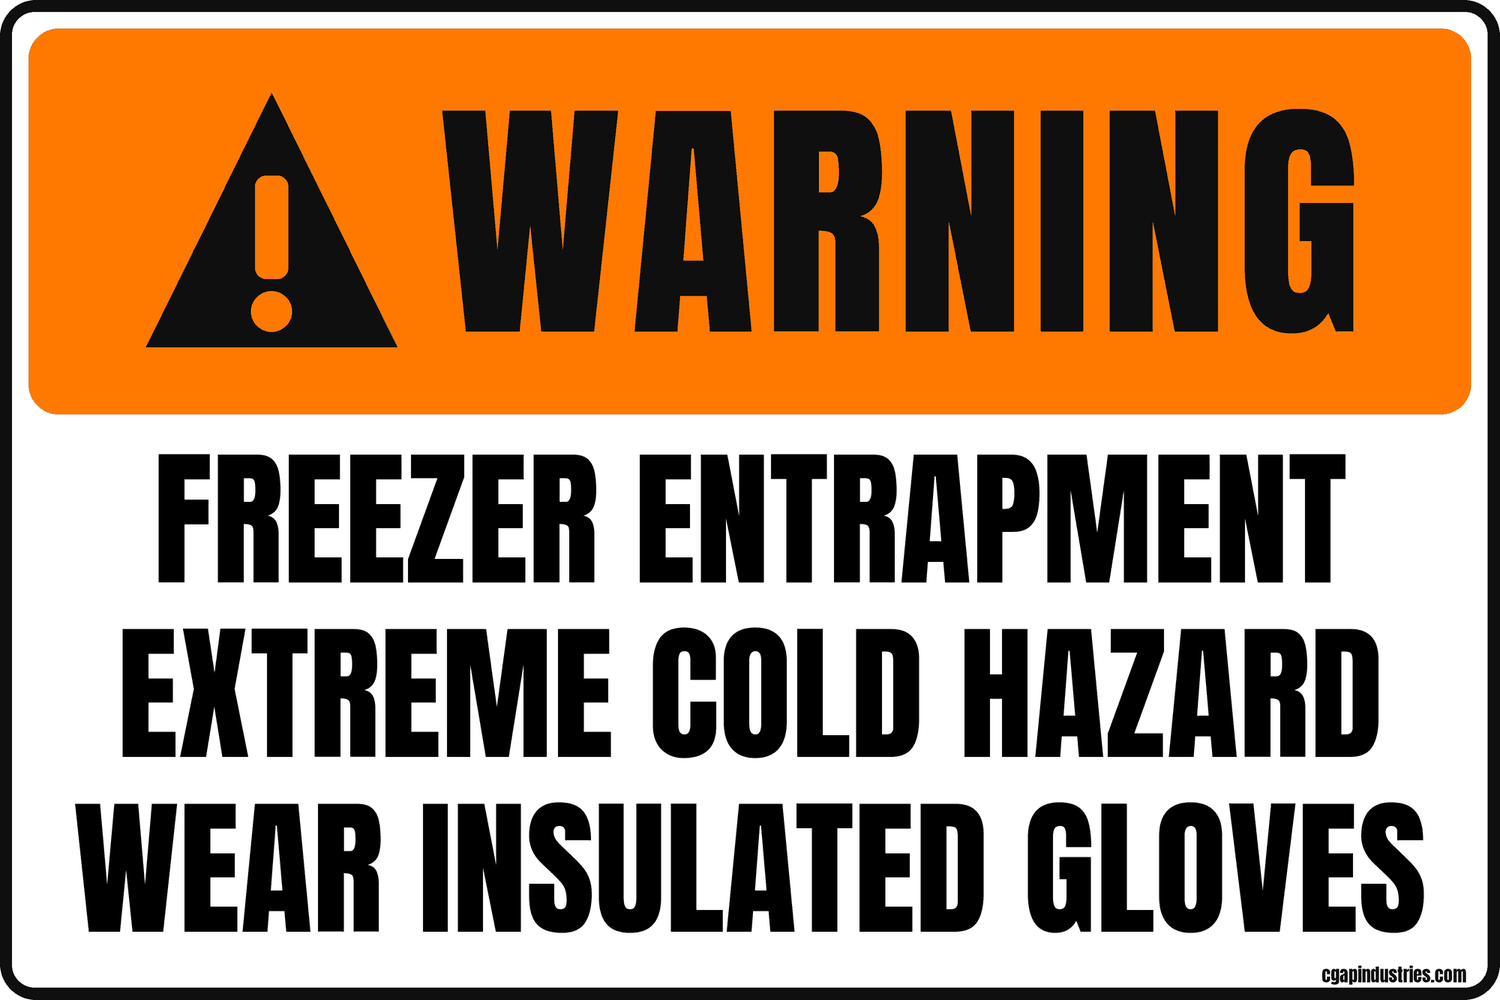 WARNING
FREEZER ENTRAPMENT
EXTREME COLD HAZARD
WEAR INSULATED GLOVES
cgapindustries.com